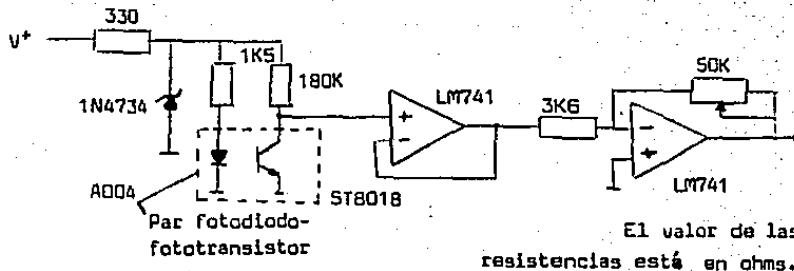 330
V+
1K5
180K
1N4734
LM741
3K6
50K
LM741
A004
ST8018
Par fotodiodo-
fototransistor
El valor de las
resistencias está en ohms.